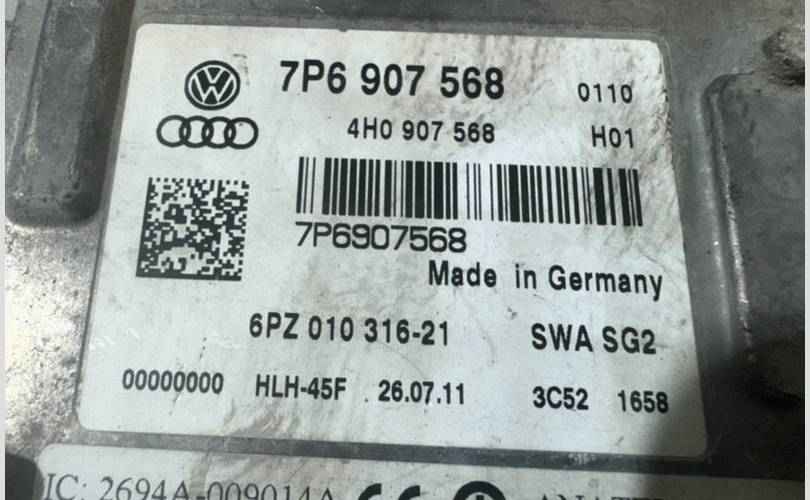 7P6 907 568 0110
4H0 907 568 H01
7P6907568
Made in Germany
6PZ 010 316-21 SWA SG2
00000000 HLH-45F 26.07.11 3C52 1658
IC: 2694A-009014A CE